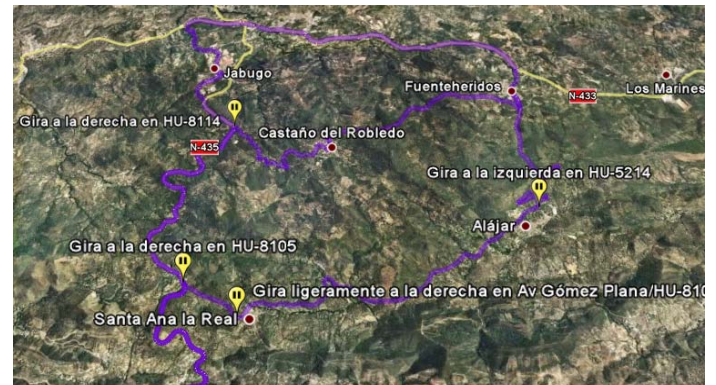 Jabugo
Fuenteheridos
Los Marines
N-433
Gira a la derecha en HU-8114
Castaño del Robledo
N-435
Gira a la izquierda en HU-5214
Alájar
Gira a la derecha en HU-8105
Gira ligeramente a la derecha en Av Gómez Plana/HU-810
Santa Ana la Real